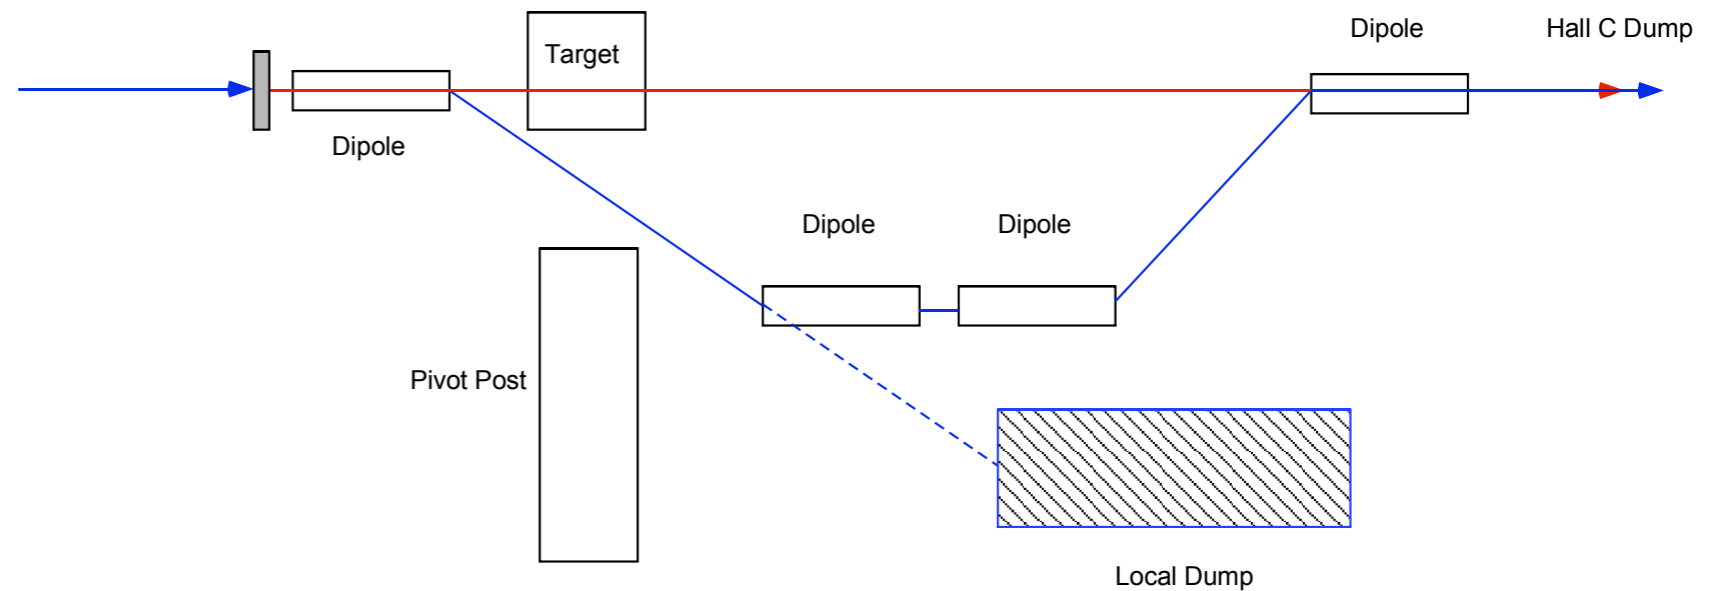 Dipole
Hall C Dump
Target
Dipole
Dipole
Dipole
Pivot Post
Local Dump